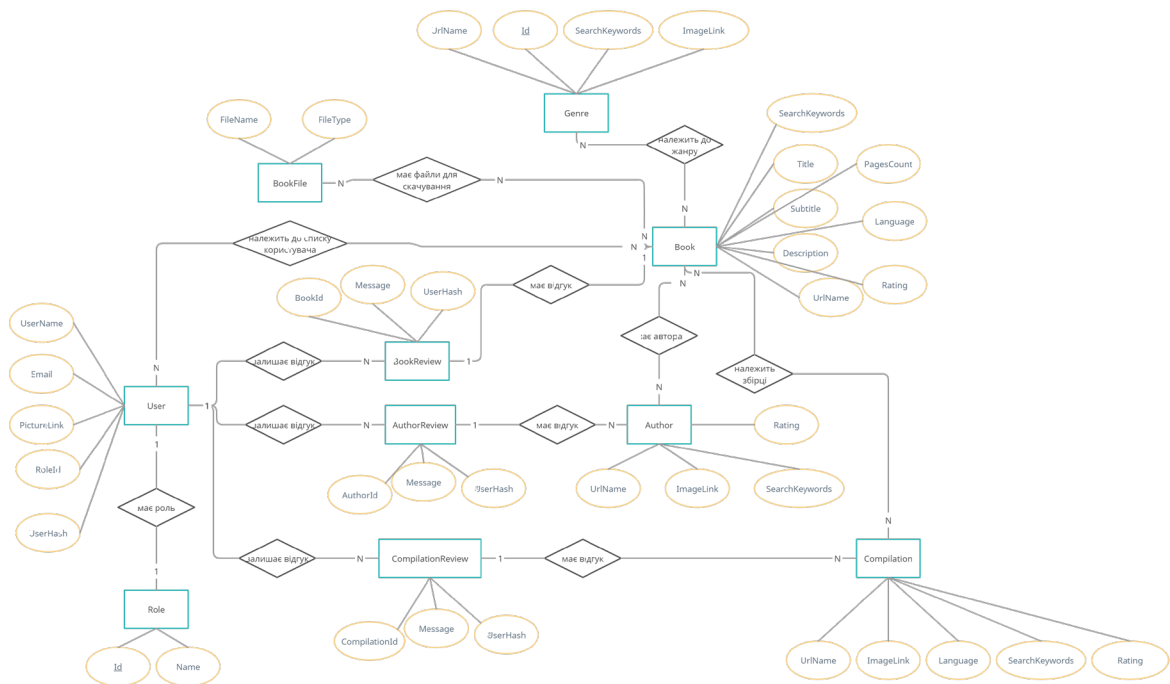 UrlName
Id
SearchKeywords
ImageLink
Genre
FileName
FileType
SearchKeywords
N
належить до
жанру
Title
PagesCount
BookFile
N
має файли для
скачування
N
N
Subtitle
Language
належить до списку
користувача
N
N
Book
1
Description
N
N
Rating
UrlName
BookId
Message
UserHash
має відгук
UserName
має автора
BookReview
залишає відгук
N
1
N
Email
належить
збірці
N
User
1
PictureLink
залишає відгук
N
AuthorReview
1
має відгук
N
Author
Rating
1
RoleId
AuthorId
Message
UserHash
UrlName
ImageLink
SearchKeywords
має роль
N
UserHash
залишає відгук
N
CompilationReview
1
має відгук
N
Compilation
1
Role
CompilationId
Message
UserHash
Id
Name
UrlName
ImageLink
Language
SearchKeywords
Rating